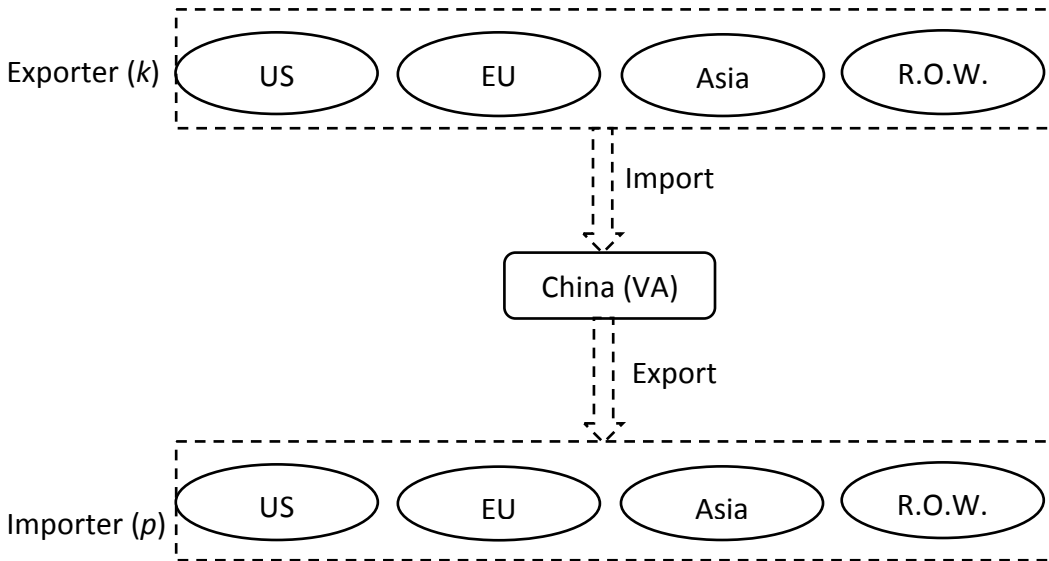 Exporter (k) US EU Asia R.O.W.
Import
China (VA)
Export
Importer (p) US EU Asia R.O.W.